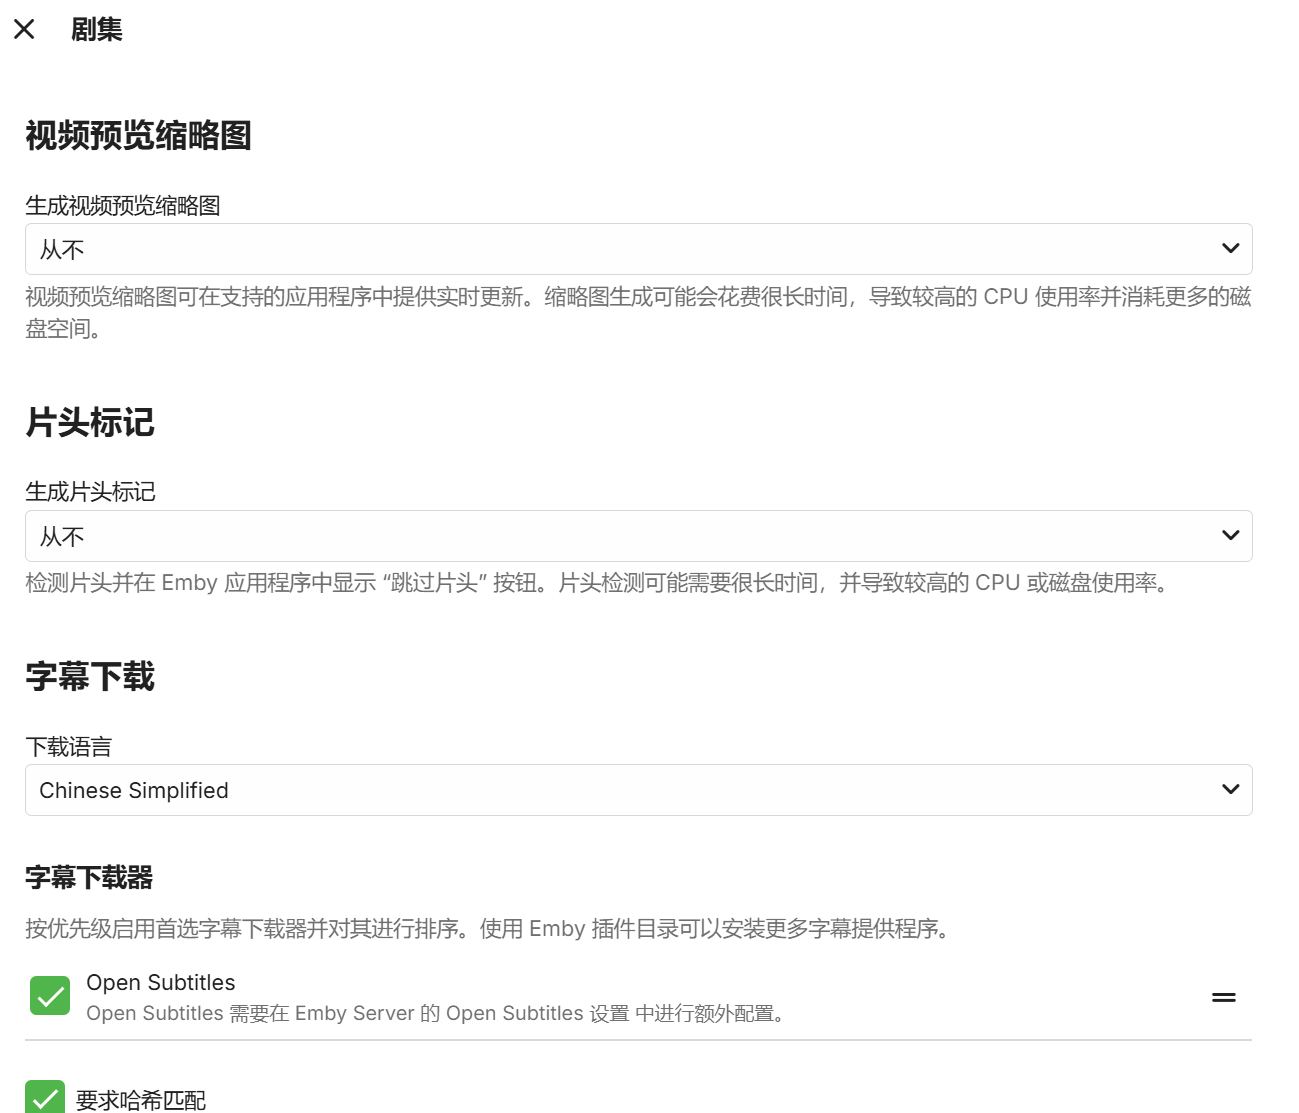 剧集
视频预览缩略图
生成视频预览缩略图
从不
视频预览缩略图可在支持的应用程序中提供实时更新。缩略图生成可能会花费很长时间，导致较高的 CPU 使用率并消耗更多的磁
盘空间。
片头标记
生成片头标记
从不
检测片头并在 Emby 应用程序中显示 “跳过片头” 按钮。片头检测可能需要很长时间，并导致较高的 CPU 或磁盘使用率。
字幕下载
下载语言
Chinese Simplified
字幕下载器
按优先级启用首选字幕下载器并对其进行排序。使用 Emby 插件目录可以安装更多字幕提供程序。
Open Subtitles
Open Subtitles 需要在 Emby Server 的 Open Subtitles 设置 中进行额外配置。
要求哈希匹配